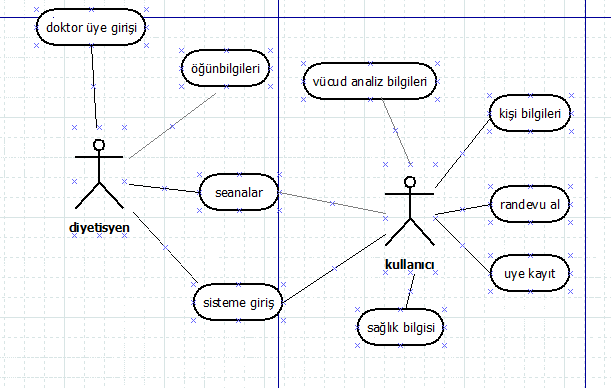 doktor üye girişi
öğünbilgileri
vücud analiz bilgileri
kişi bilgileri
seanalar
randevu al
diyetisyen
kullanıcı
uye kayıt
sisteme giriş
sağlık bilgisi